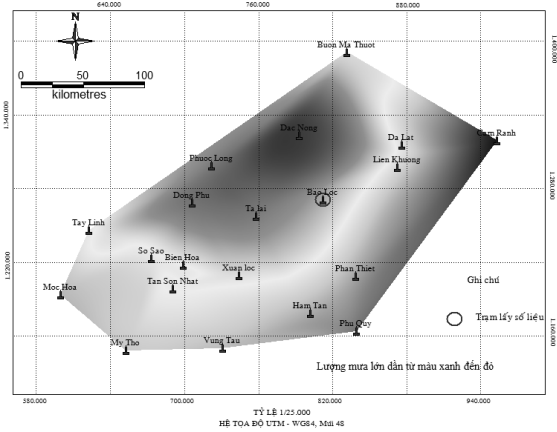 640.000 760.000 880.000
N
0 50 100
kilometres
Buon Ma Thuot
1.400.000
1.340.000
Dac Nong
Da Lat
Cam Ranh
Phuoc Long
Lien Khuong
Dong Phu
Bao Loc
1.280.000
Ta lai
Tay Linh
So Sao
Bien Hoa
1.220.000
Xuan loc
Phan Thiet
Tan Son Nhat
Moc Hoa
Ghi chú
Ham Tan
Trạm lấy số liệu
Phu Quy
1.160.000
My Tho
Vung Tau
Lượng mưa lớn dần từ màu xanh đến đỏ
580.000 700.000 820.000 940.000
TỶ LỆ 1/25.000
HỆ TỌA ĐỘ UTM - WG84, Múi 48